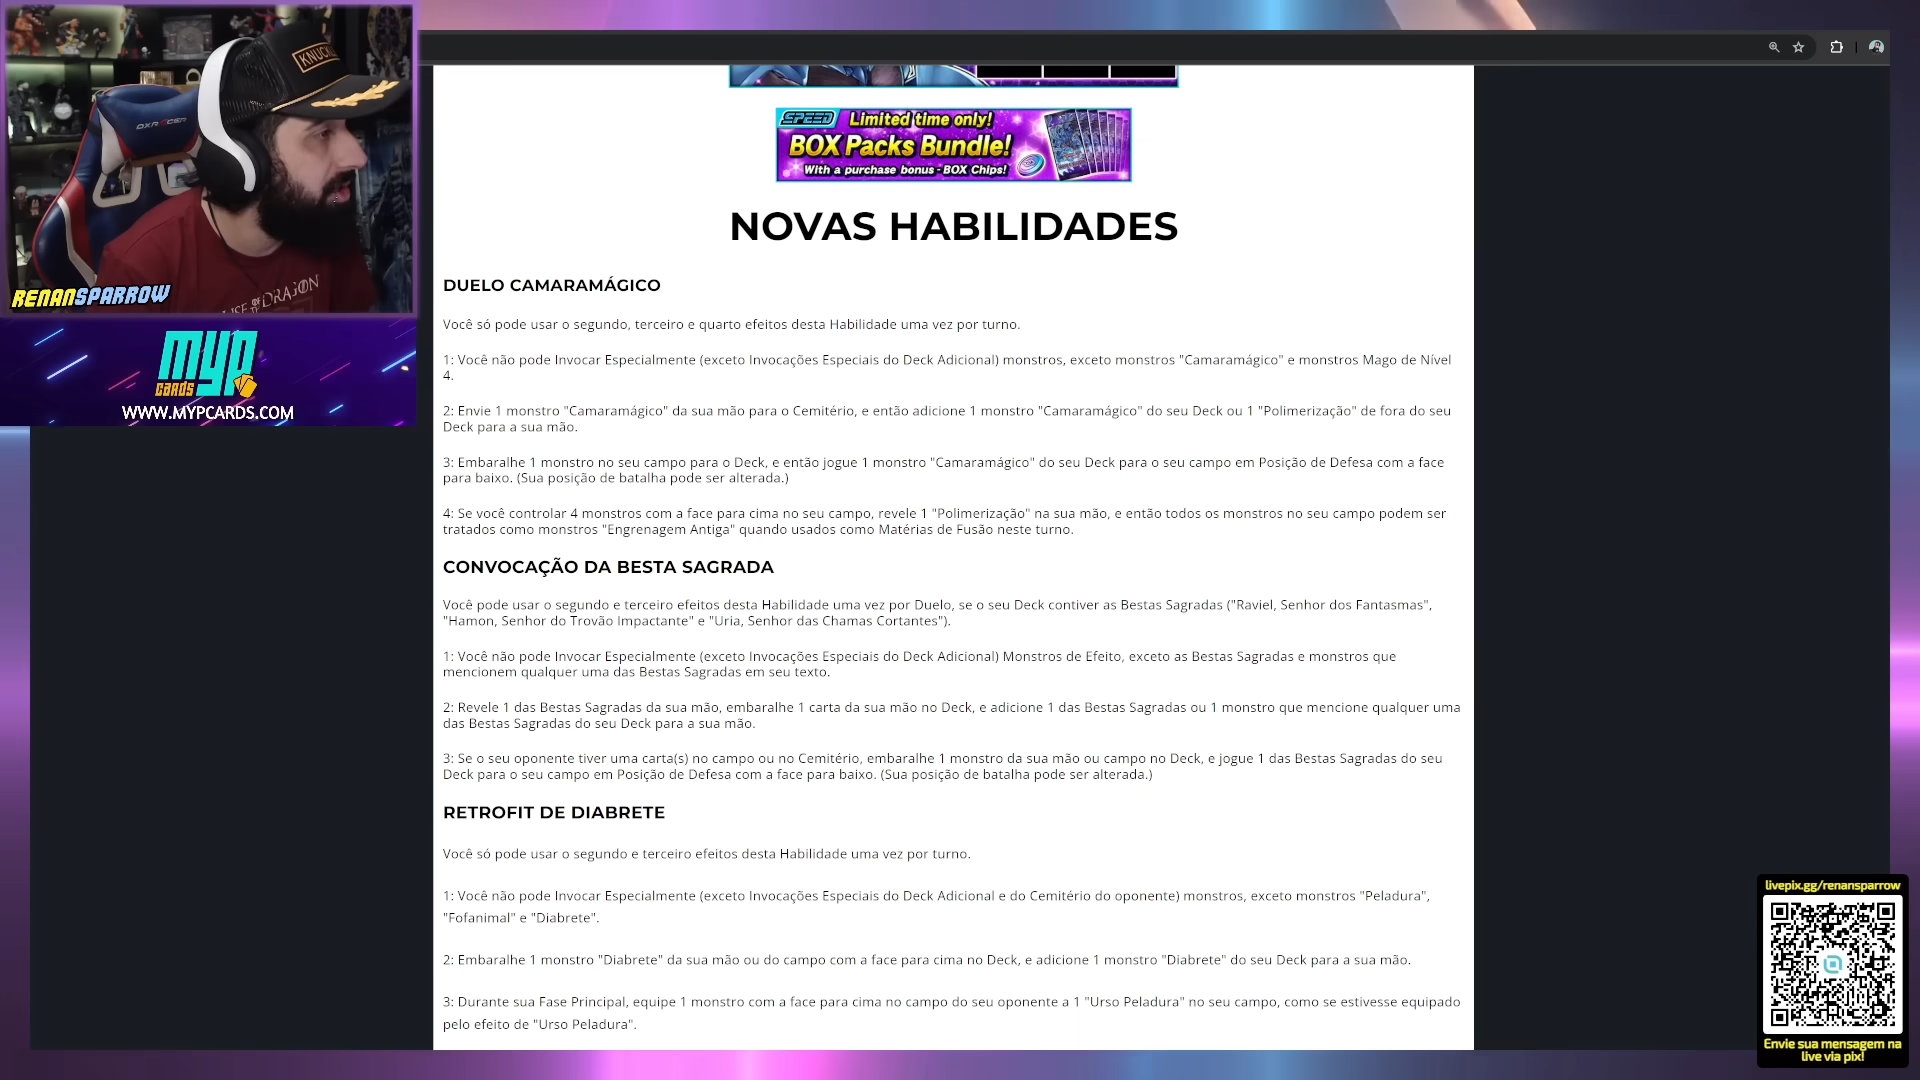 KNUCK
DXRACER
HOUSE OF DRAGON
RENANSPARROW
MYP
CARDS
WWW.MYPCARDS.COM
SPEED Limited time only!
BOX Packs Bundle!
With a purchase bonus - BOX Chips!
NOVAS HABILIDADES
DUELO CAMARAMÁGICO
Você só pode usar o segundo, terceiro e quarto efeitos desta Habilidade uma vez por turno.
1: Você não pode Invocar Especialmente (exceto Invocações Especiais do Deck Adicional) monstros, exceto monstros "Camaramágico" e monstros Mago de Nível
4.
2: Envie 1 monstro "Camaramágico" da sua mão para o Cemitério, e então adicione 1 monstro "Camaramágico" do seu Deck ou 1 "Polimerização" de fora do seu
Deck para a sua mão.
3: Embaralhe 1 monstro no seu campo para o Deck, e então jogue 1 monstro "Camaramágico" do seu Deck para o seu campo em Posição de Defesa com a face
para baixo. (Sua posição de batalha pode ser alterada.)
4: Se você controlar 4 monstros com a face para cima no seu campo, revele 1 "Polimerização" na sua mão, e então todos os monstros no seu campo podem ser
tratados como monstros "Engrenagem Antiga" quando usados como Matérias de Fusão neste turno.
CONVOCAÇÃO DA BESTA SAGRADA
Você pode usar o segundo e terceiro efeitos desta Habilidade uma vez por Duelo, se o seu Deck contiver as Bestas Sagradas ("Raviel, Senhor dos Fantasmas",
"Hamon, Senhor do Trovão Impactante" e "Uria, Senhor das Chamas Cortantes").
1: Você não pode Invocar Especialmente (exceto Invocações Especiais do Deck Adicional) Monstros de Efeito, exceto as Bestas Sagradas e monstros que
mencionem qualquer uma das Bestas Sagradas em seu texto.
2: Revele 1 das Bestas Sagradas da sua mão, embaralhe 1 carta da sua mão no Deck, e adicione 1 das Bestas Sagradas ou 1 monstro que mencione qualquer uma
das Bestas Sagradas do seu Deck para a sua mão.
3: Se o seu oponente tiver uma carta(s) no campo ou no Cemitério, embaralhe 1 monstro da sua mão ou campo no Deck, e jogue 1 das Bestas Sagradas do seu
Deck para o seu campo em Posição de Defesa com a face para baixo. (Sua posição de batalha pode ser alterada.)
RETROFIT DE DIABRETE
Você só pode usar o segundo e terceiro efeitos desta Habilidade uma vez por turno.
1: Você não pode Invocar Especialmente (exceto Invocações Especiais do Deck Adicional e do Cemitério do oponente) monstros, exceto monstros "Peladura",
"Fofanimal" e "Diabrete".
2: Embaralhe 1 monstro "Diabrete" da sua mão ou do campo com a face para cima no Deck, e adicione 1 monstro "Diabrete" do seu Deck para a sua mão.
3: Durante sua Fase Principal, equipe 1 monstro com a face para cima no campo do seu oponente a 1 "Urso Peladura" no seu campo, como se estivesse equipado
pelo efeito de "Urso Peladura".
livepix.gg/renansparrow
Envie sua mensagem na
live via pix!